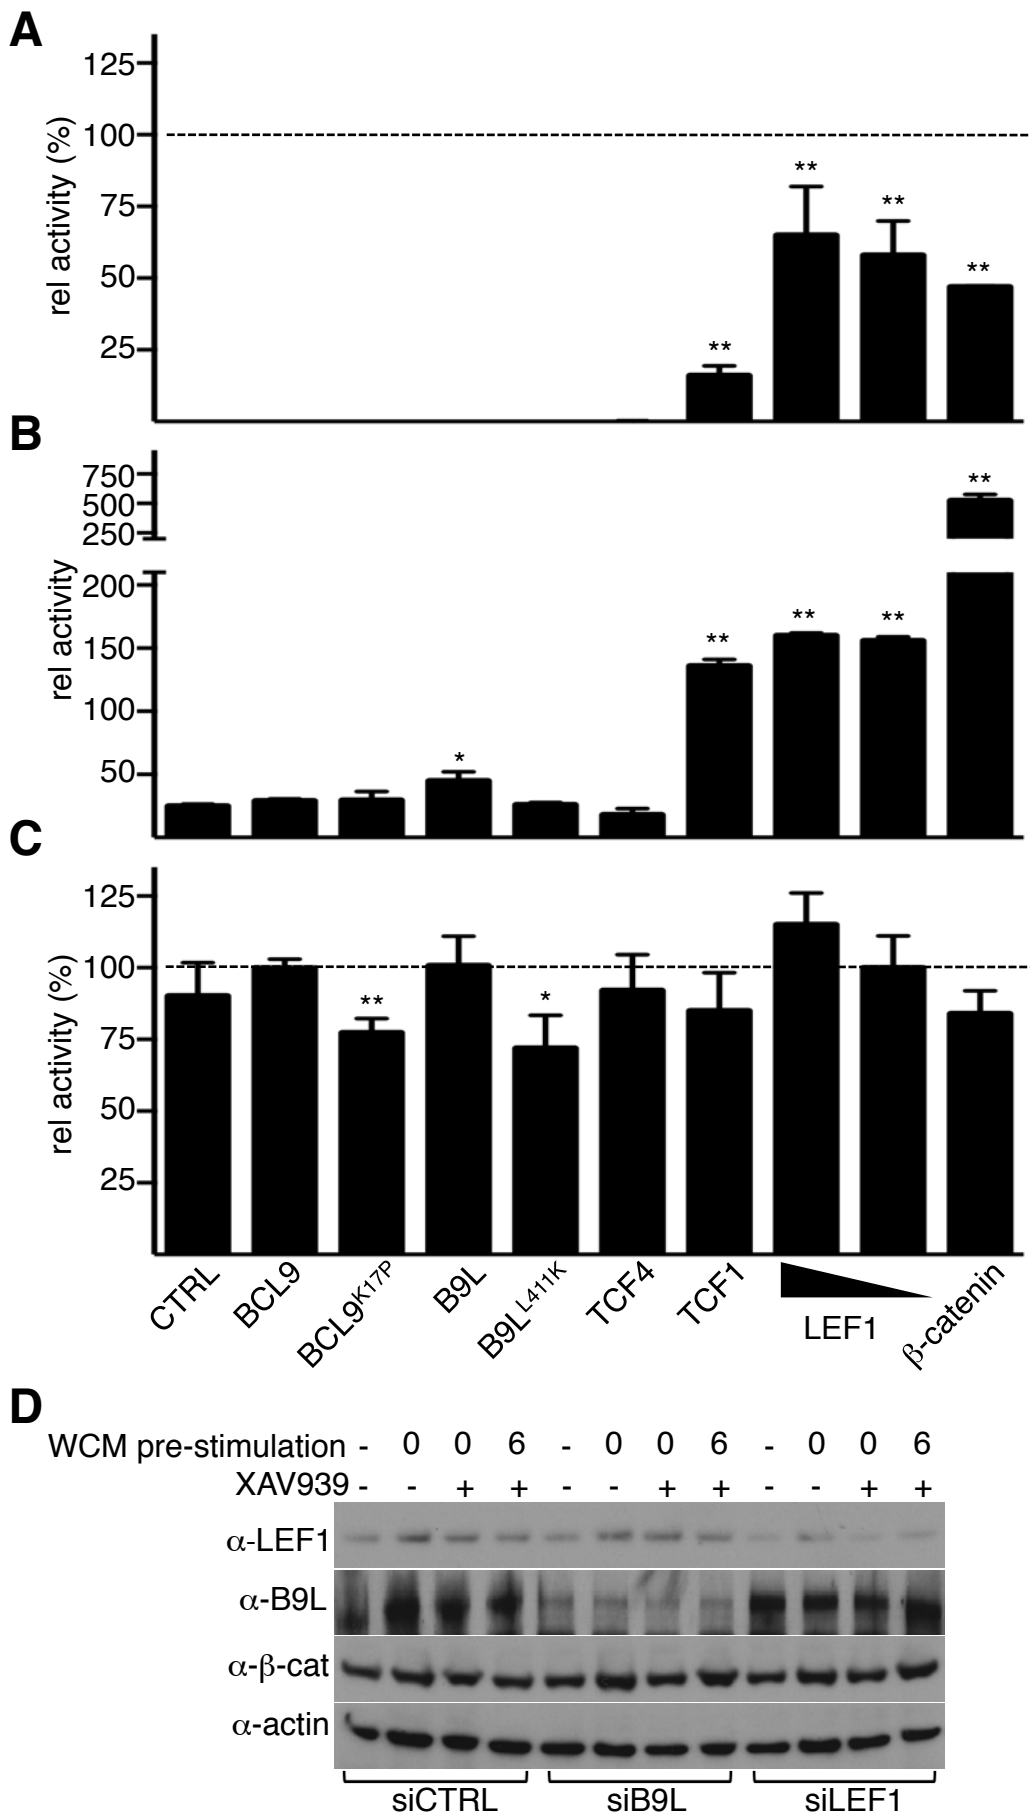 A
125
100
75
50
25
rel activity (%)
** ** ** **
B
750
500
250
200
150
100
50
rel activity
* ** ** ** **
C
125
100
75
50
25
rel activity (%)
** *
CTRL BCL9 BCL9K17P B9L B9L L411K TCF4 TCF1 LEF1 β-catenin
D
WCM pre-stimulation - 0 0 6 - 0 0 6 - 0 0 6
XAV939 - - + + - - + + - - + +
α-LEF1
α-B9L
α-β-cat
α-actin
siCTRL siB9L siLEF1